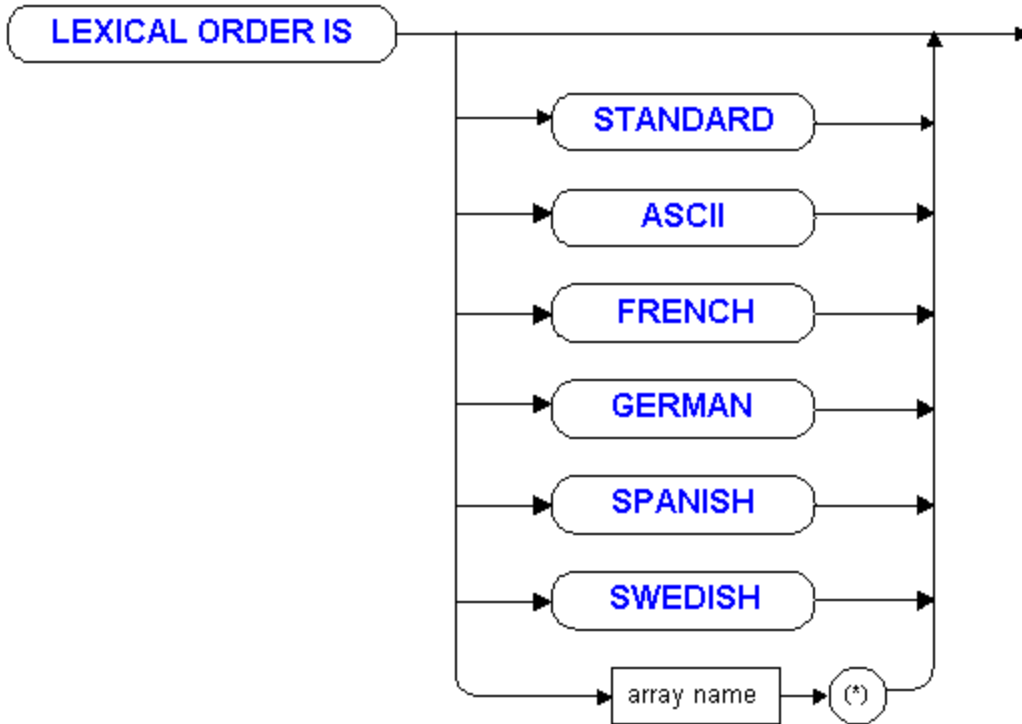 LEXICAL ORDER IS
STANDARD
ASCII
FRENCH
GERMAN
SPANISH
SWEDISH
array name (*)